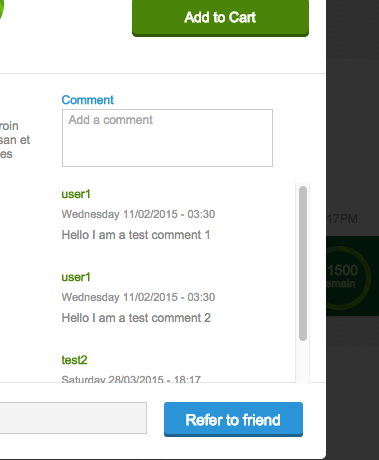 Add to Cart
Comment
roin
san et
es
Add a comment
user1
Wednesday 11/02/2015 - 03:30
Hello I am a test comment 1
17PM
user1
Wednesday 11/02/2015 - 03:30
Hello I am a test comment 2
1500
emain
test2
Saturday 28/03/2015 - 18:17
Refer to friend